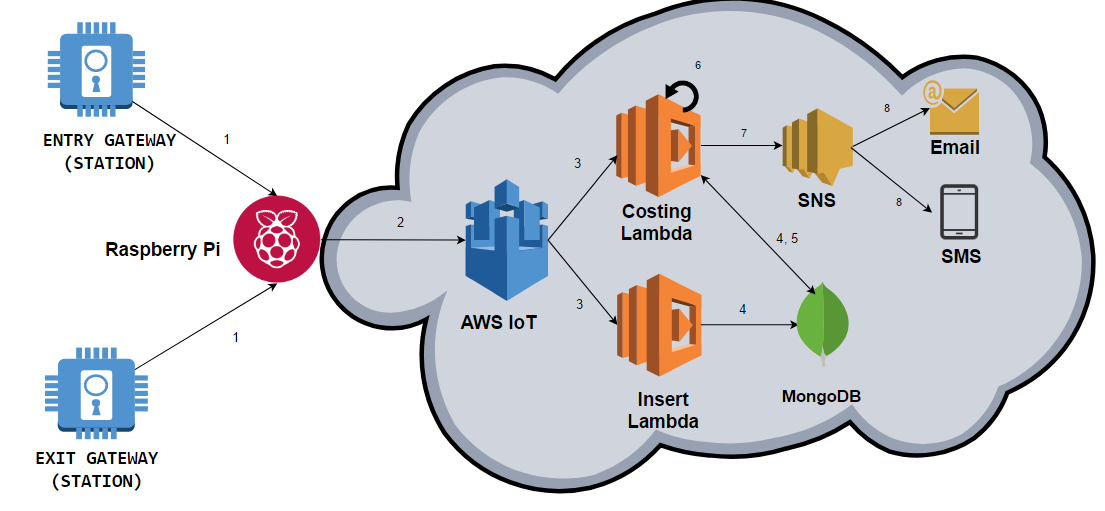 ENTRY GATEWAY
(STATION)
1
Raspberry Pi
1
EXIT GATEWAY
(STATION)
2
AWS IoT
3
3
6
Costing
Lambda
7
4, 5
Insert
Lambda
4
MongoDB
SNS
8
8
@
Email
SMS